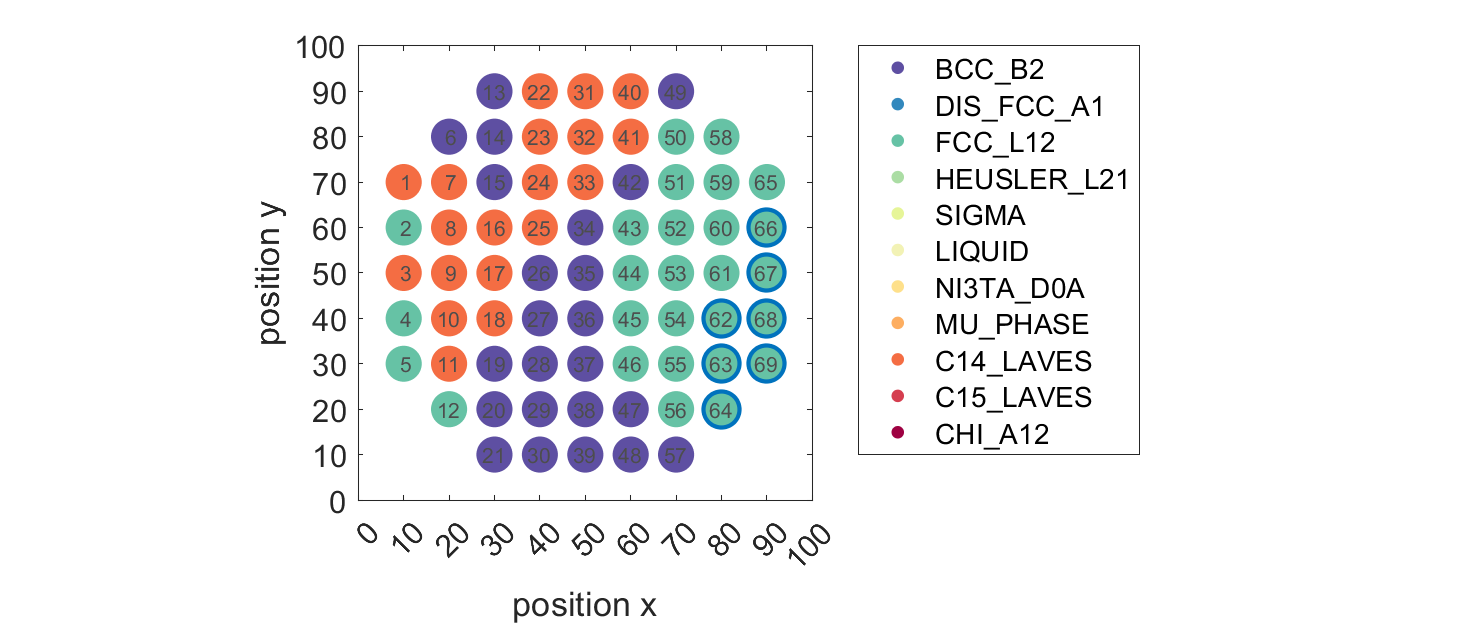 100
90 13 22 31 40 49
80 6 14 23 32 41 50 58
70 1 7 15 24 33 42 51 59 65
60 2 8 16 25 34 43 52 60 66
50 3 9 17 26 35 44 53 61 67
40 4 10 18 27 36 45 54 62 68
30 5 11 19 28 37 46 55 63 69
20 12 20 29 38 47 56 64
10 21 30 39 48 57
0
0 10 20 30 40 50 60 70 80 90 100
position x
position y
BCC_B2
DIS_FCC_A1
FCC_L12
HEUSLER_L21
SIGMA
LIQUID
NI3TA_D0A
MU_PHASE
C14_LAVES
C15_LAVES
CHI_A12